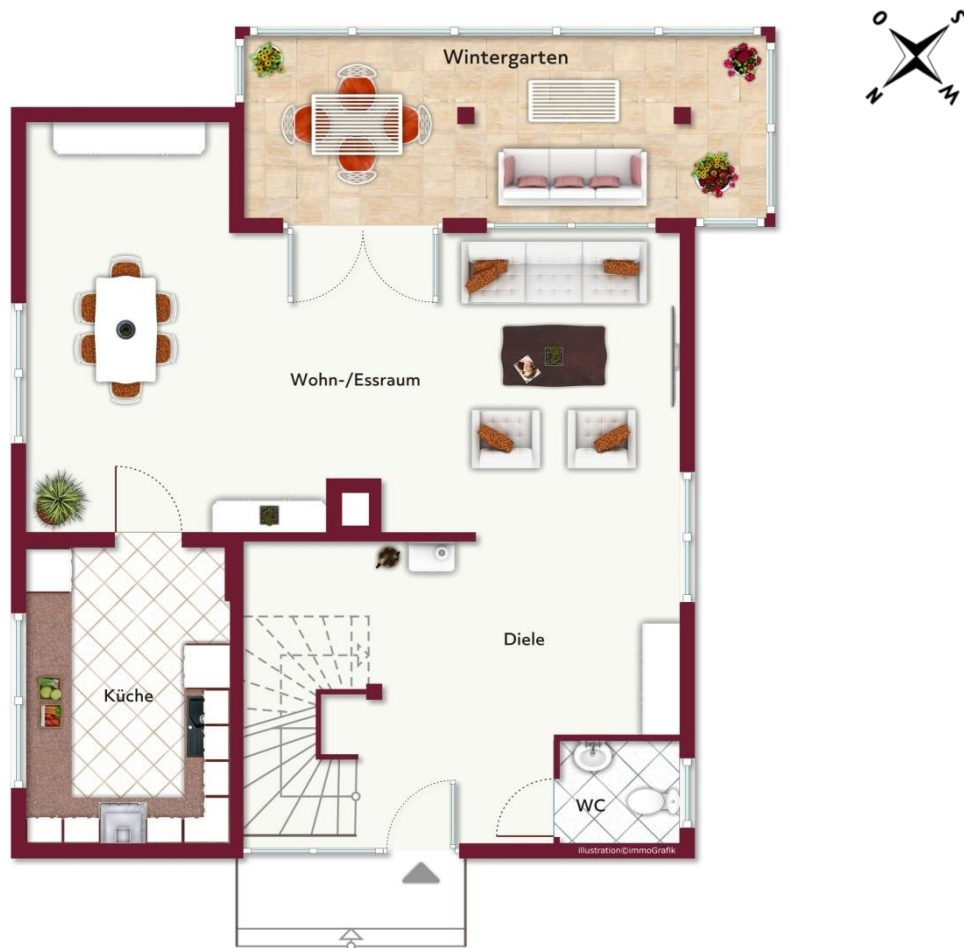 O S
N W
Wintergarten
Wohn-/Essraum
Diele
Küche
WC
illustration©immoGrafik